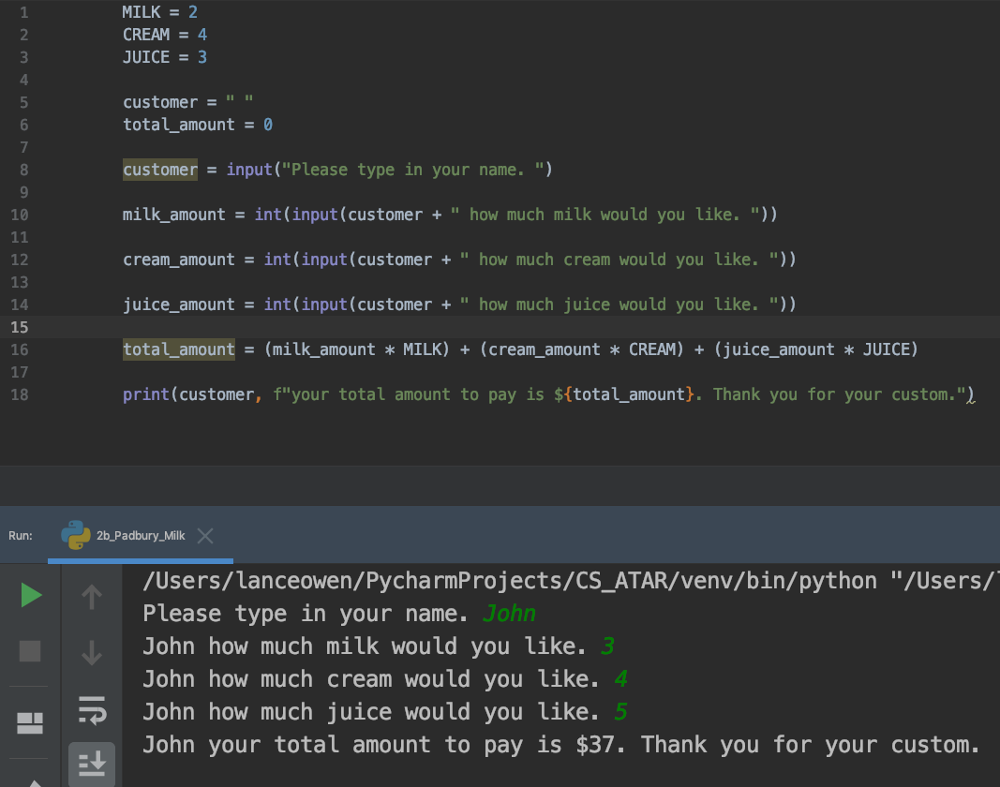 1 MILK = 2
2 CREAM = 4
3 JUICE = 3
4
5 customer = " "
6 total_amount = 0
7
8 customer = input("Please type in your name. ")
9
10 milk_amount = int(input(customer + " how much milk would you like. "))
11
12 cream_amount = int(input(customer + " how much cream would you like. "))
13
14 juice_amount = int(input(customer + " how much juice would you like. "))
15
16 total_amount = (milk_amount * MILK) + (cream_amount * CREAM) + (juice_amount * JUICE)
17
18 print(customer, f"your total amount to pay is ${total_amount}. Thank you for your custom.")
Run: 2b_Padbury_Milk
/Users/lanceowen/PycharmProjects/CS_ATAR/venv/bin/python "/Users/
Please type in your name. John
John how much milk would you like. 3
John how much cream would you like. 4
John how much juice would you like. 5
John your total amount to pay is $37. Thank you for your custom.